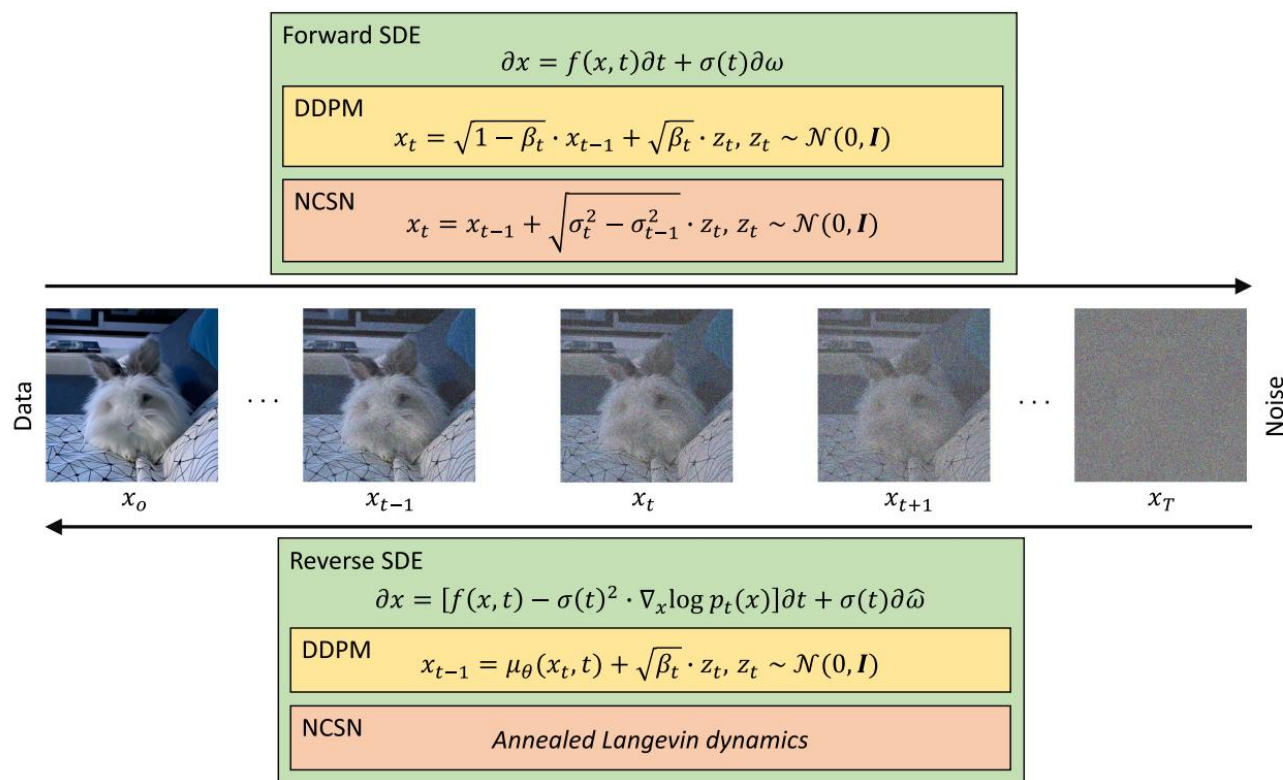 Forward SDE
∂x = f(x, t)∂t + σ(t)∂ω
DDPM
x_t = √(1 − β_t) · x_{t−1} + √(β_t) · z_t, z_t ~ 𝒩(0, I)
NCSN
x_t = x_{t−1} + √(σ_t^2 − σ_{t−1}^2) · z_t, z_t ~ 𝒩(0, I)
Data
. . .
. . .
Noise
x_o
x_{t−1}
x_t
x_{t+1}
x_T
Reverse SDE
∂x = [f(x, t) − σ(t)^2 · ∇_x log p_t(x)]∂t + σ(t)∂ω̂
DDPM
x_{t−1} = μ_θ(x_t, t) + √(β_t) · z_t, z_t ~ 𝒩(0, I)
NCSN
Annealed Langevin dynamics